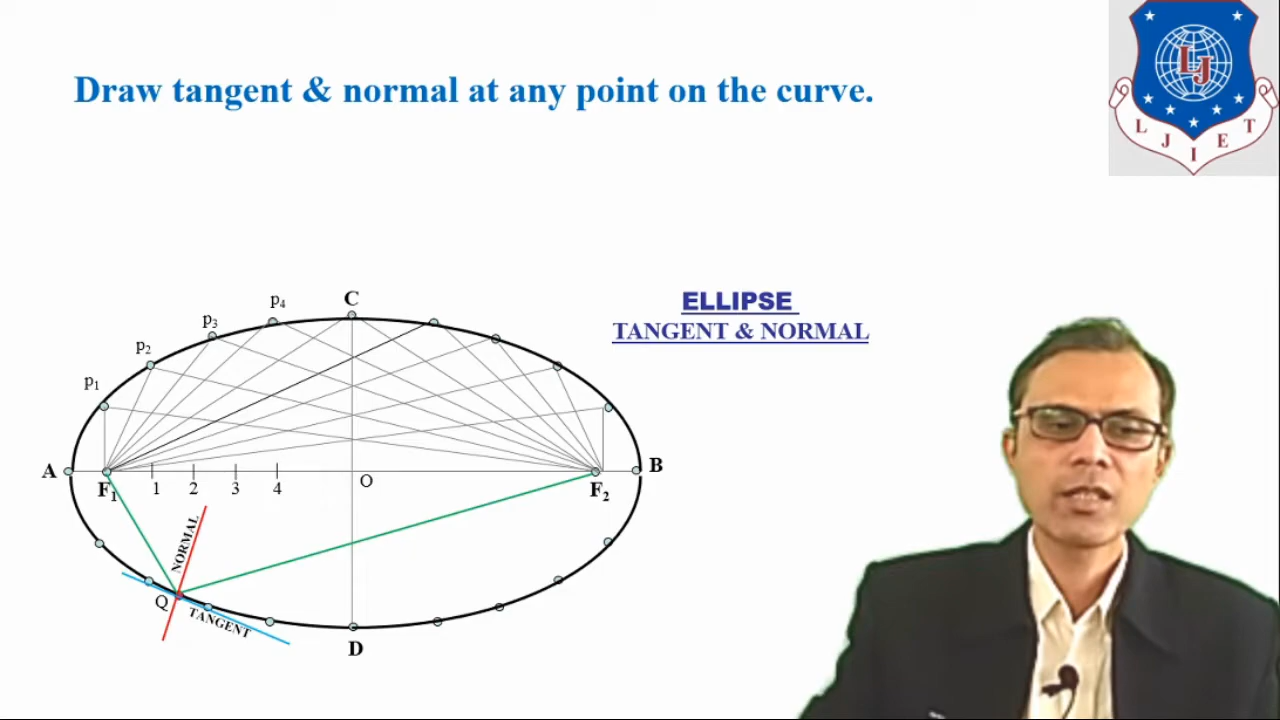 Draw tangent & normal at any point on the curve.
LJ
L J I E T
ELLIPSE
TANGENT & NORMAL
p4
C
p3
p2
p1
A
B
F1
1
2
3
4
O
F2
NORMAL
Q
TANGENT
D